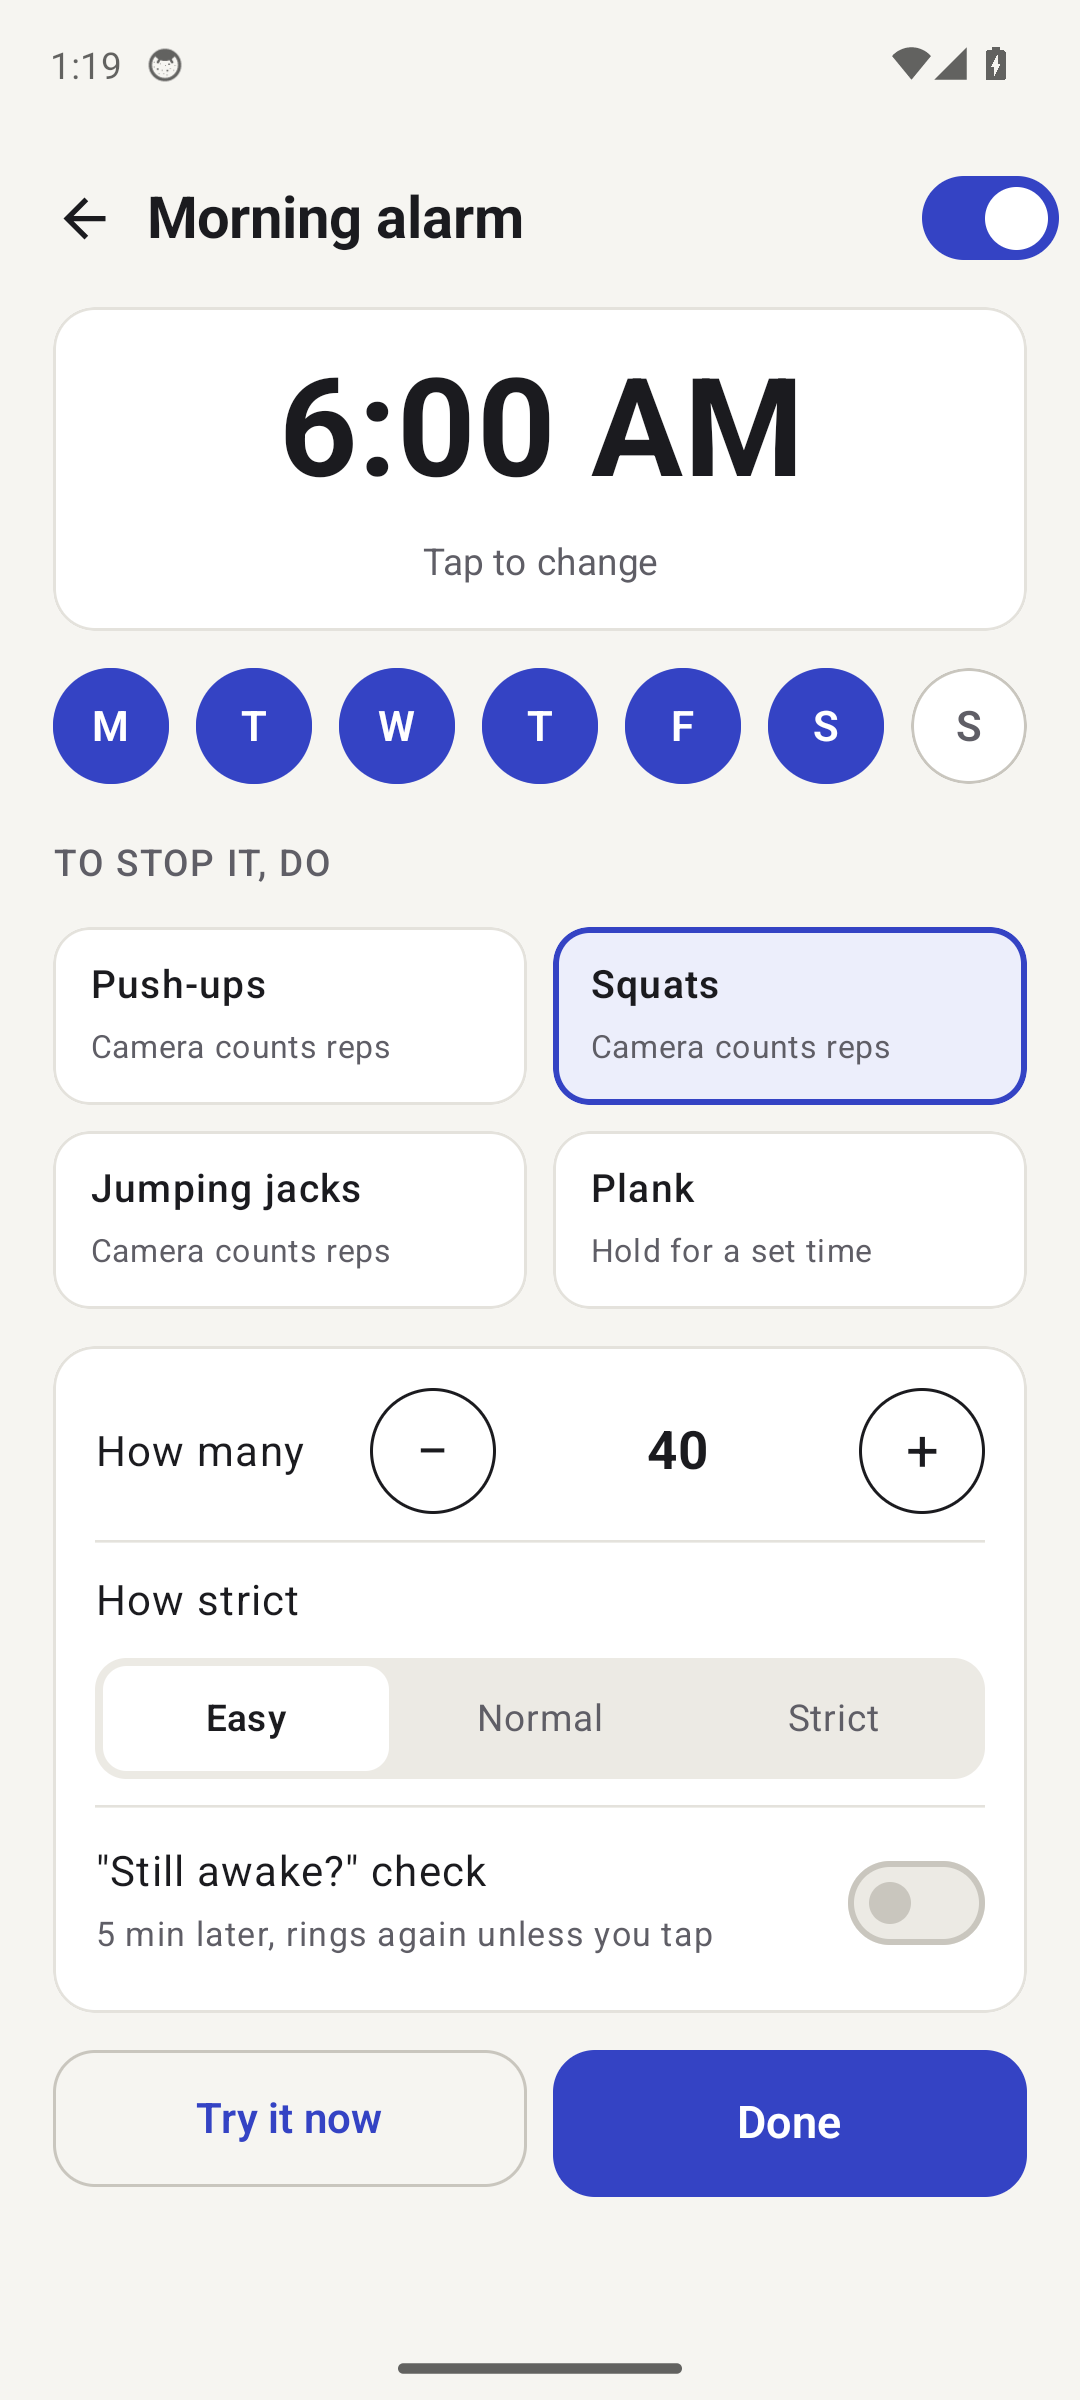 1:19
Morning alarm
6:00 AM
Tap to change
M T W T F S S
TO STOP IT, DO
Push-ups
Camera counts reps
Squats
Camera counts reps
Jumping jacks
Camera counts reps
Plank
Hold for a set time
How many − 40 +
How strict
Easy Normal Strict
"Still awake?" check
5 min later, rings again unless you tap
Try it now
Done